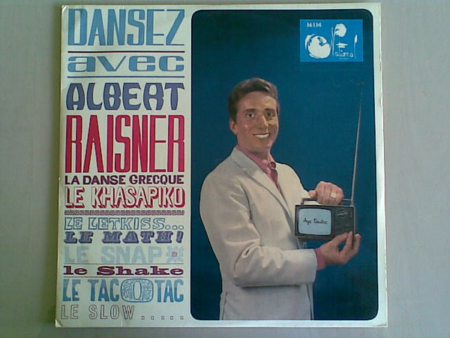 DANSEZ
avec
ALBERT
RAISNER
LA DANSE GRECQUE
LE KHASAPIKO
LE LETKISS...
LE MATH!
LE SNAP
le Shake
LE TAC O TAC
LE SLOW.....
16134